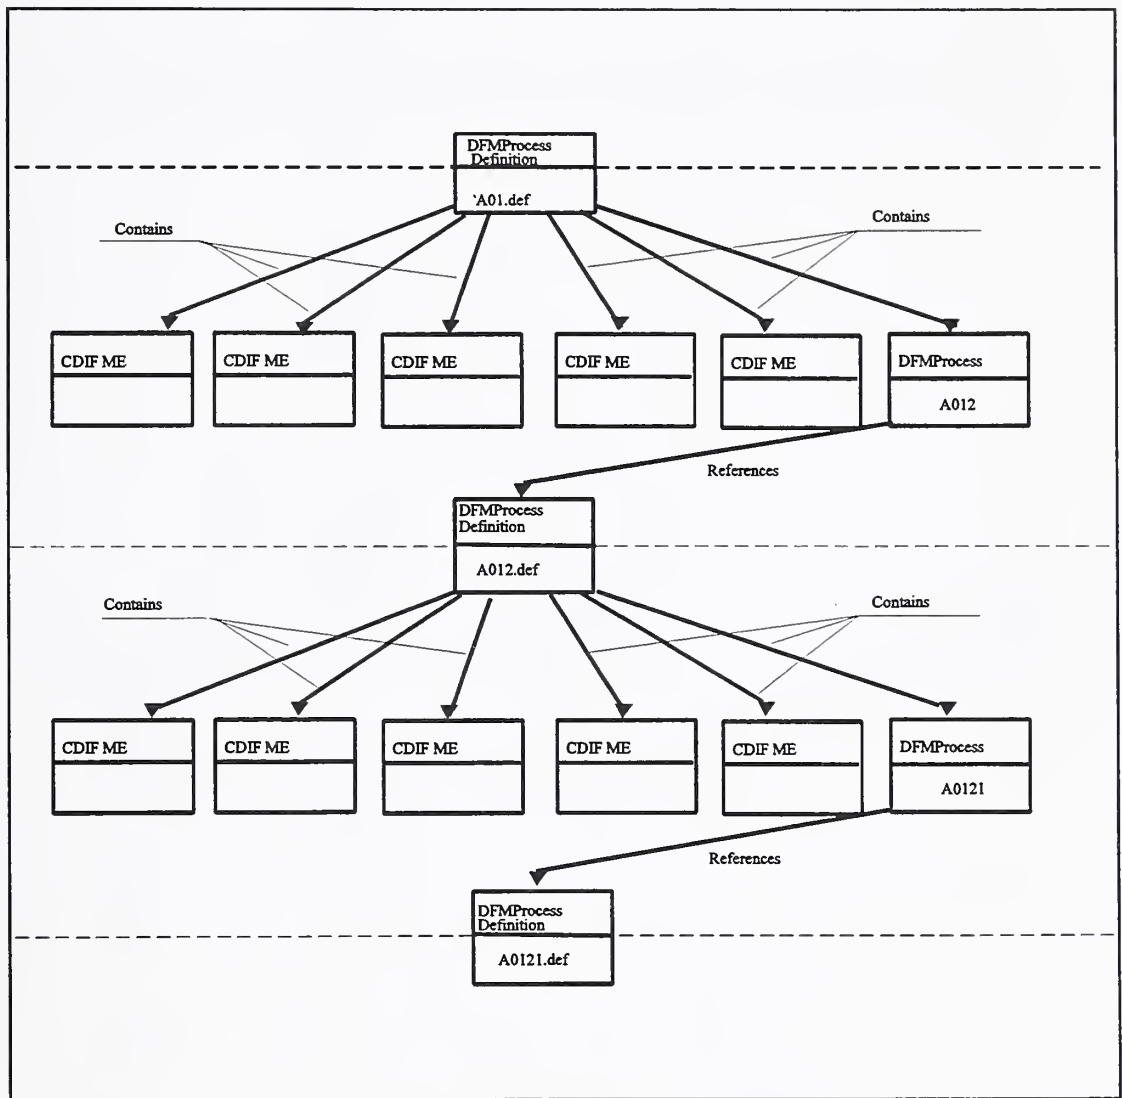 DFMProcess
Definition
`A01.def
Contains
Contains
CDIF ME
CDIF ME
CDIF ME
CDIF ME
CDIF ME
DFMProcess
A012
References
DFMProcess
Definition
A012.def
Contains
Contains
CDIF ME
CDIF ME
CDIF ME
CDIF ME
CDIF ME
DFMProcess
A0121
References
DFMProcess
Definition
A0121.def